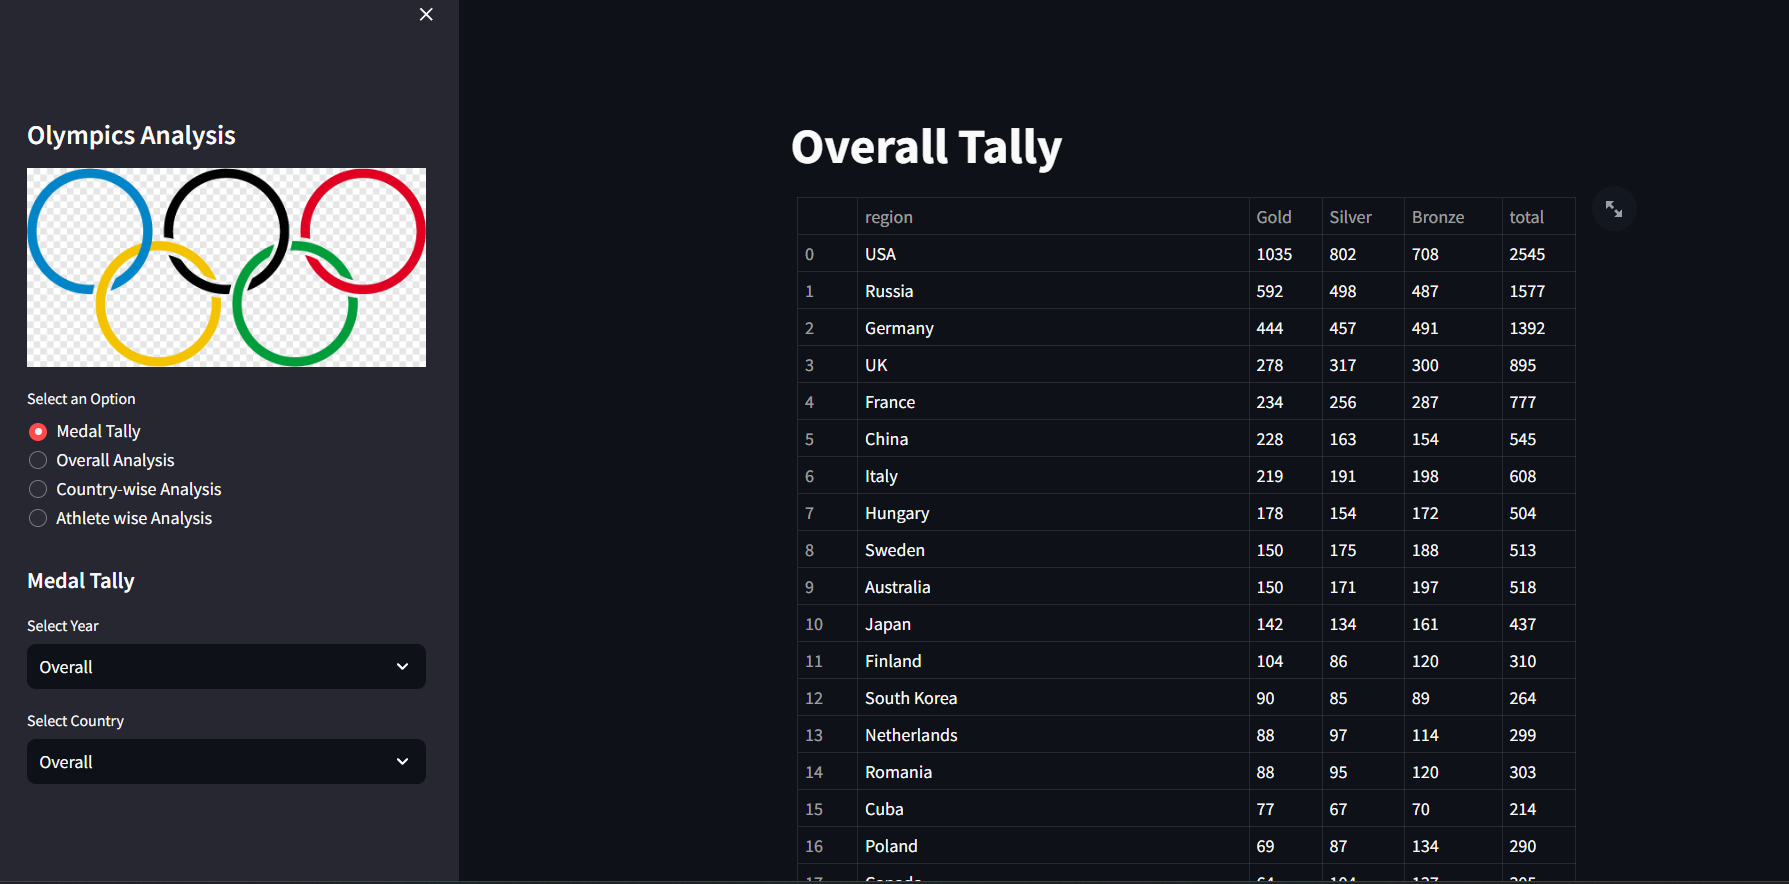 Olympics Analysis
Select an Option
Medal Tally
Overall Analysis
Country-wise Analysis
Athlete wise Analysis
Medal Tally
Select Year
Overall
Select Country
Overall
Overall Tally
region Gold Silver Bronze total
0 USA 1035 802 708 2545
1 Russia 592 498 487 1577
2 Germany 444 457 491 1392
3 UK 278 317 300 895
4 France 234 256 287 777
5 China 228 163 154 545
6 Italy 219 191 198 608
7 Hungary 178 154 172 504
8 Sweden 150 175 188 513
9 Australia 150 171 197 518
10 Japan 142 134 161 437
11 Finland 104 86 120 310
12 South Korea 90 85 89 264
13 Netherlands 88 97 114 299
14 Romania 88 95 120 303
15 Cuba 77 67 70 214
16 Poland 69 87 134 290